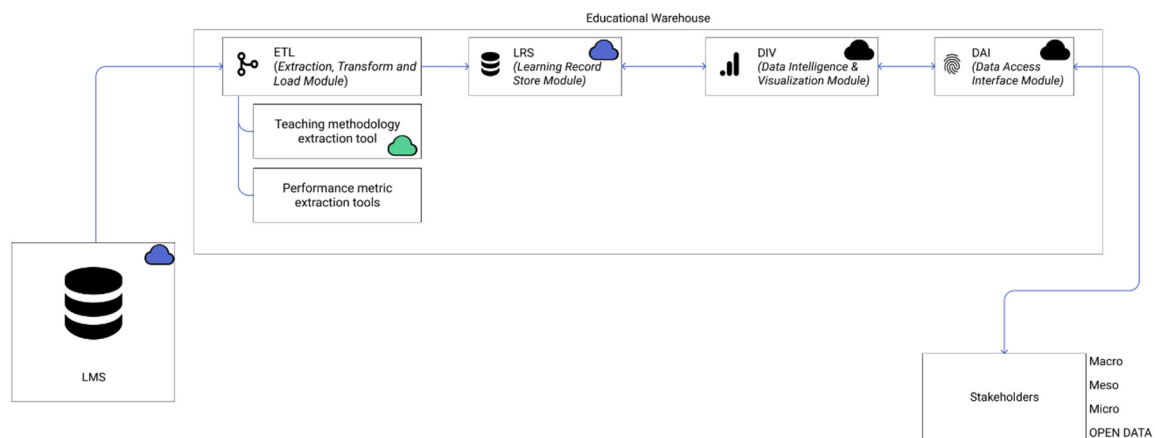 Educational Warehouse
ETL
(Extraction, Transform and
Load Module)
LRS
(Learning Record
Store Module)
DIV
(Data Intelligence &
Visualization Module)
DAI
(Data Access
Interface Module)
Teaching methodology
extraction tool
Performance metric
extraction tools
LMS
Stakeholders
Macro
Meso
Micro
OPEN DATA